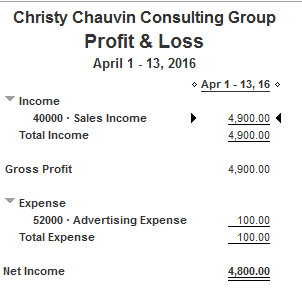 Christy Chauvin Consulting Group
Profit & Loss
April 1 - 13, 2016
Apr 1 - 13, 16
Income
40000 · Sales Income 4,900.00
Total Income 4,900.00
Gross Profit 4,900.00
Expense
52000 · Advertising Expense 100.00
Total Expense 100.00
Net Income 4,800.00